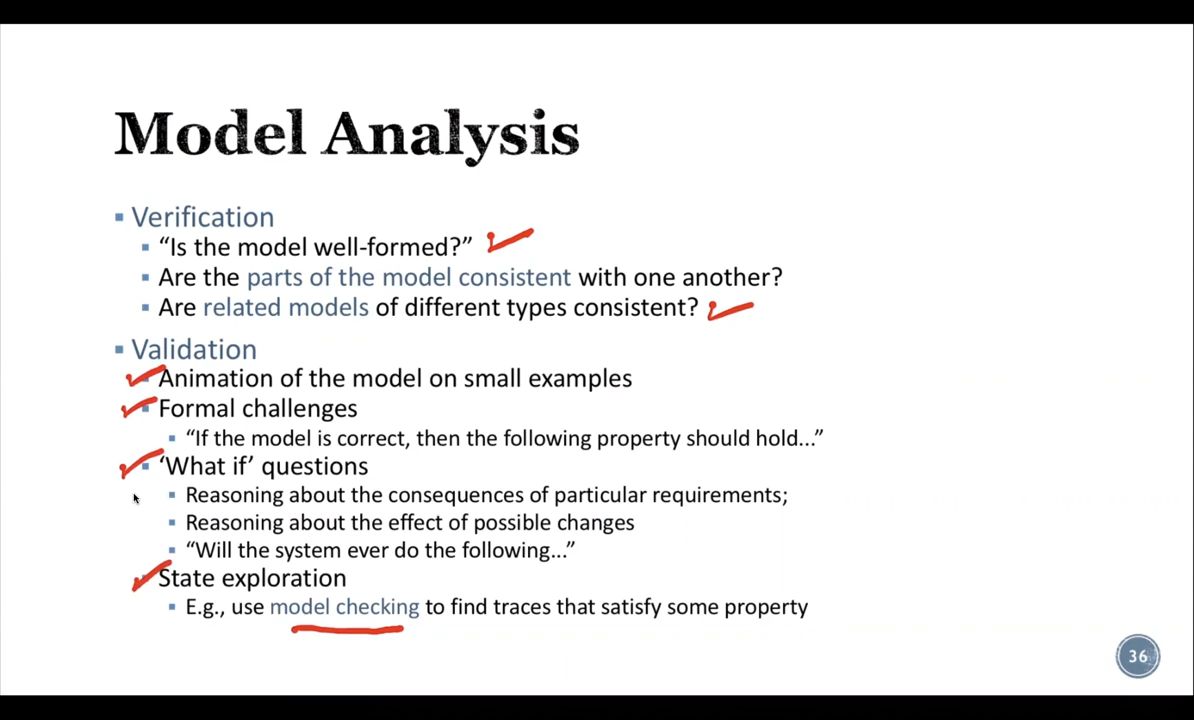 Model Analysis
Verification
“Is the model well-formed?”
Are the parts of the model consistent with one another?
Are related models of different types consistent?
Validation
Animation of the model on small examples
Formal challenges
“If the model is correct, then the following property should hold...”
‘What if’ questions
Reasoning about the consequences of particular requirements;
Reasoning about the effect of possible changes
“Will the system ever do the following...”
State exploration
E.g., use model checking to find traces that satisfy some property
36